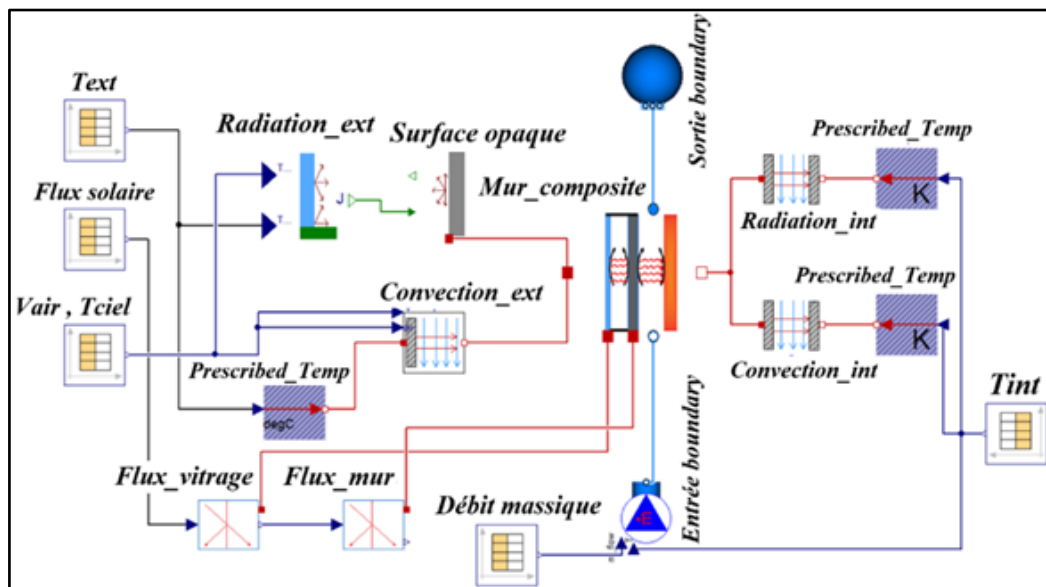 Text
Flux solaire
Vair , Tciel
Radiation_ext
T...
T...
J
Surface opaque
Convection_ext
Prescribed_Temp
degC
Flux_vitrage
Flux_mur
Mur_composite
Sortie boundary
Entrée boundary
Débit massique
ṁ
Prescribed_Temp
K
Radiation_int
Prescribed_Temp
K
Convection_int
Tint